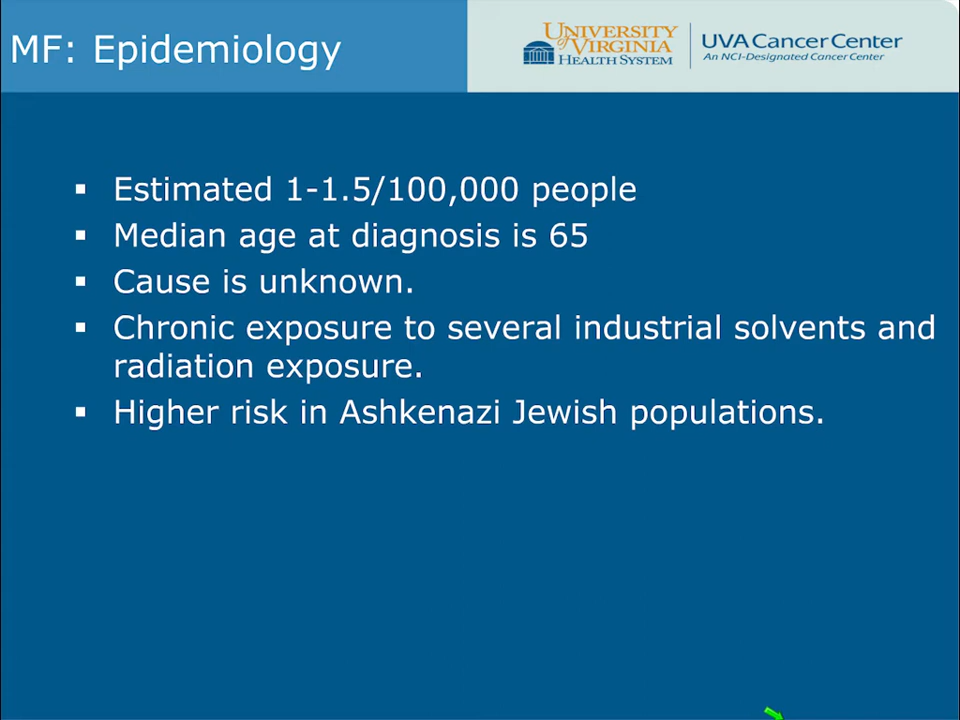 MF: Epidemiology
UNIVERSITY
of VIRGINIA
HEALTH SYSTEM
UVA Cancer Center
An NCI-Designated Cancer Center
▪ Estimated 1-1.5/100,000 people
▪ Median age at diagnosis is 65
▪ Cause is unknown.
▪ Chronic exposure to several industrial solvents and
radiation exposure.
▪ Higher risk in Ashkenazi Jewish populations.